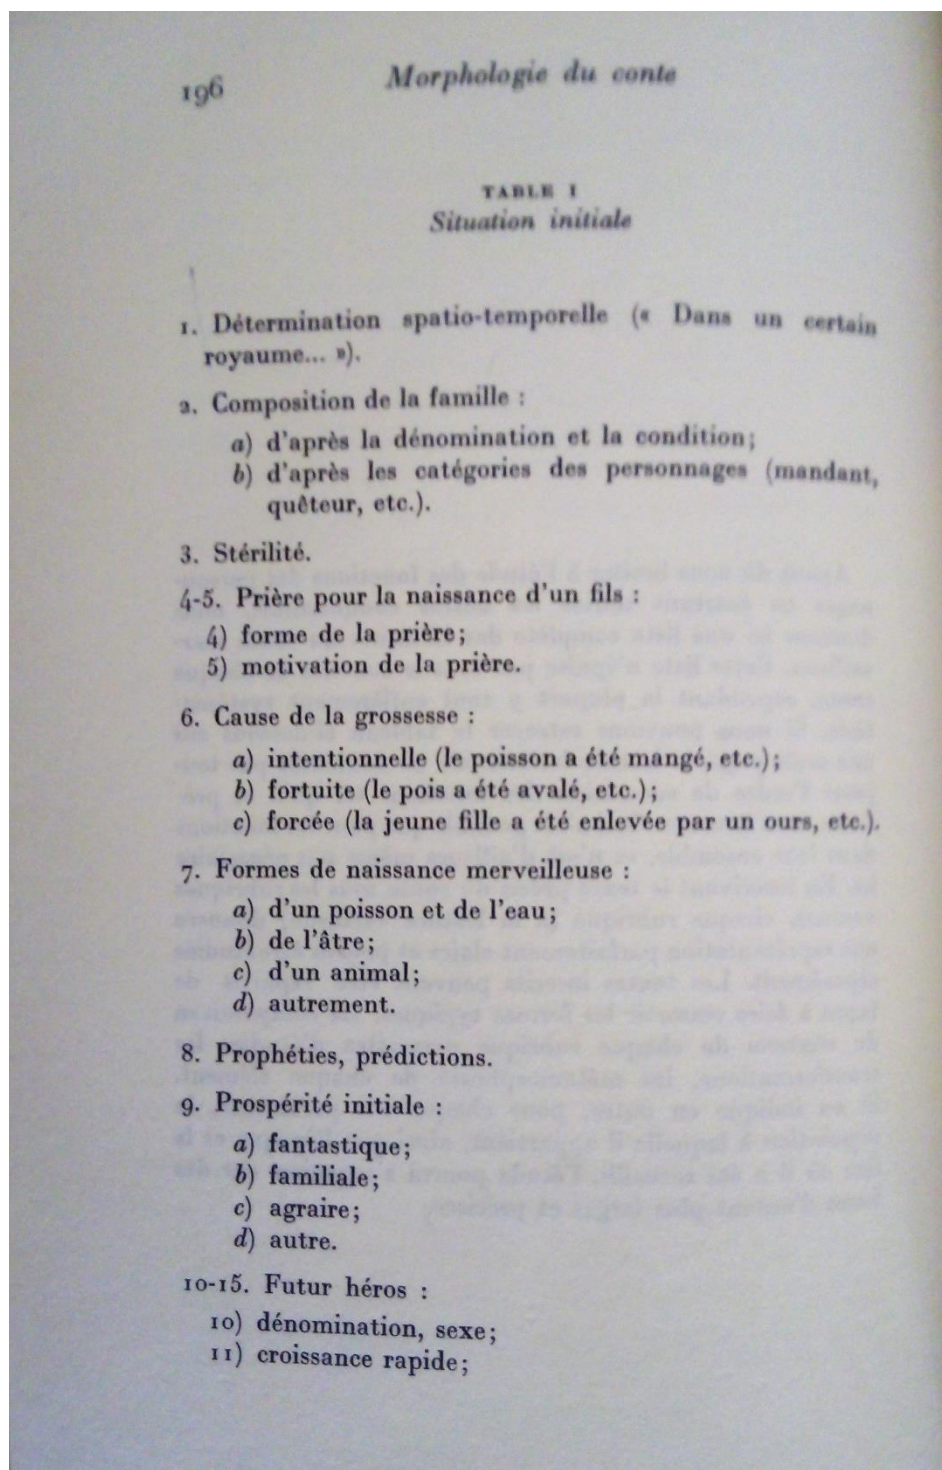 196
Morphologie du conte
TABLE I
Situation initiale
1. Détermination spatio-temporelle (« Dans un certain
royaume... »).
2. Composition de la famille :
a) d'après la dénomination et la condition;
b) d'après les catégories des personnages (mandant,
quêteur, etc.).
3. Stérilité.
4-5. Prière pour la naissance d'un fils :
4) forme de la prière;
5) motivation de la prière.
6. Cause de la grossesse :
a) intentionnelle (le poisson a été mangé, etc.);
b) fortuite (le pois a été avalé, etc.);
c) forcée (la jeune fille a été enlevée par un ours, etc.).
7. Formes de naissance merveilleuse :
a) d'un poisson et de l'eau;
b) de l'âtre;
c) d'un animal;
d) autrement.
8. Prophéties, prédictions.
9. Prospérité initiale :
a) fantastique;
b) familiale;
c) agraire;
d) autre.
10-15. Futur héros :
10) dénomination, sexe;
11) croissance rapide;